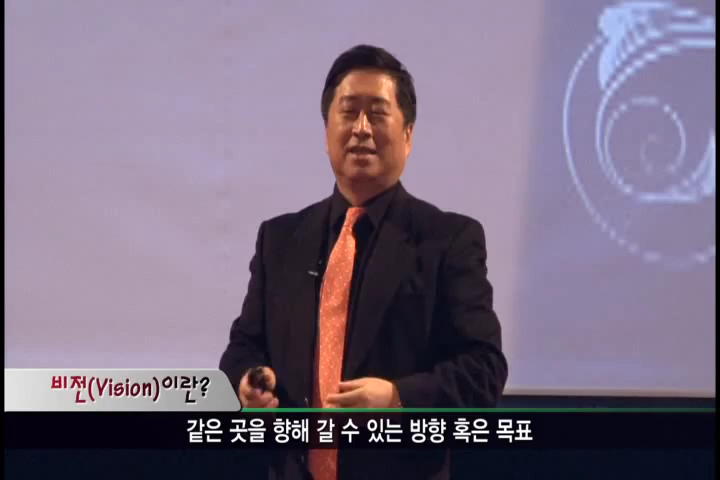 비전(Vision)이란?
같은 곳을 향해 갈 수 있는 방향 혹은 목표